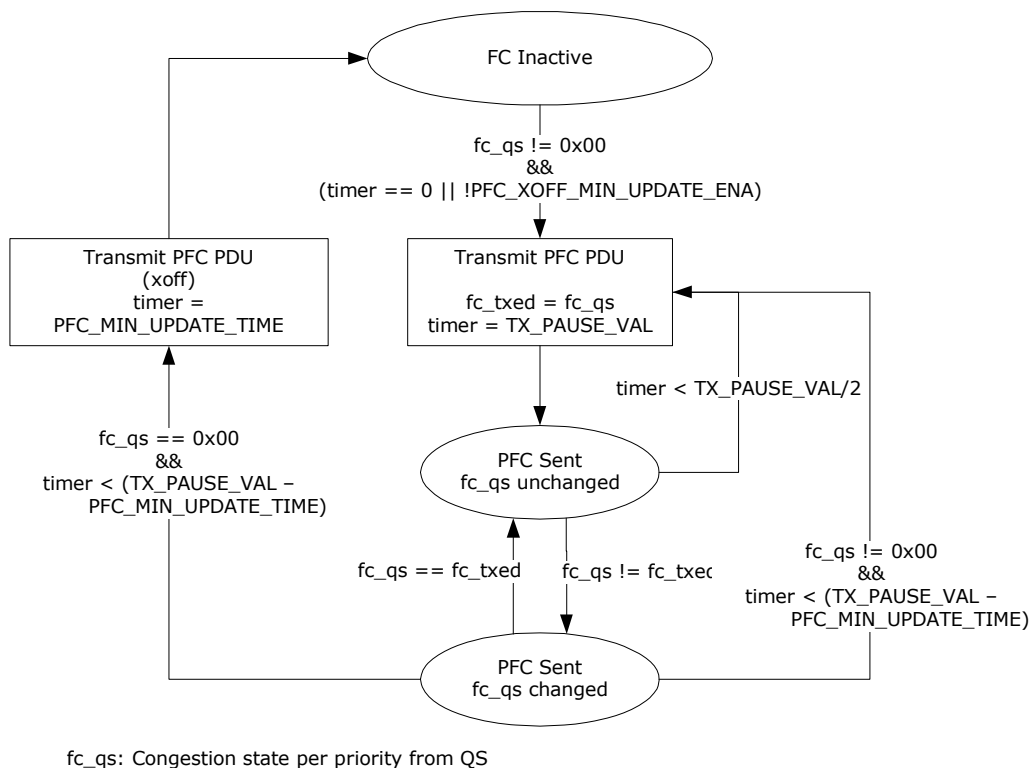 FC Inactive
fc_qs != 0x00
&&
(timer == 0 || !PFC_XOFF_MIN_UPDATE_ENA)
Transmit PFC PDU
(xoff)
timer =
PFC_MIN_UPDATE_TIME
Transmit PFC PDU
fc_txed = fc_qs
timer = TX_PAUSE_VAL
timer < TX_PAUSE_VAL/2
fc_qs == 0x00
&&
timer < (TX_PAUSE_VAL –
PFC_MIN_UPDATE_TIME)
PFC Sent
fc_qs unchanged
fc_qs == fc_txed
fc_qs != fc_txed
fc_qs != 0x00
&&
timer < (TX_PAUSE_VAL –
PFC_MIN_UPDATE_TIME)
PFC Sent
fc_qs changed
fc_qs: Congestion state per priority from QS